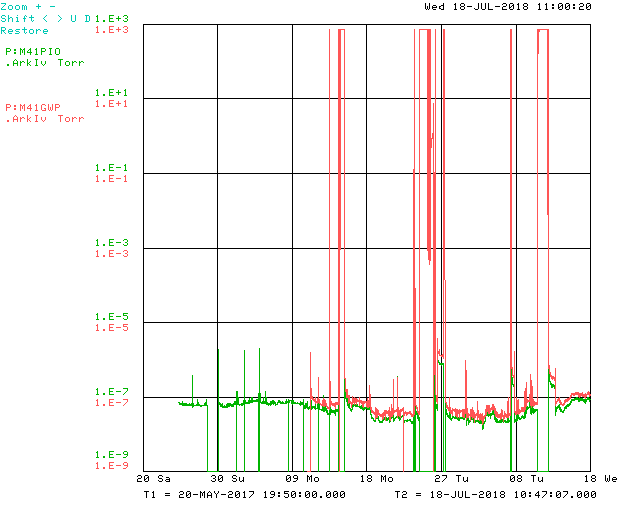 Zoom + -
Wed 18-JUL-2018 11:00:20
Shift < > U D
Restore
1.E+3
1.E+3
P:M41PIO
.ArkIv Torr
1.E+1
1.E+1
P:M41GWP
.ArkIv Torr
1.E-1
1.E-1
1.E-3
1.E-3
1.E-5
1.E-5
1.E-7
1.E-7
1.E-9
1.E-9
20 Sa 30 Su 09 Mo 18 Mo 27 Tu 08 Tu 18 We
T1 = 20-MAY-2017 19:50:00.000 T2 = 18-JUL-2018 10:47:07.000